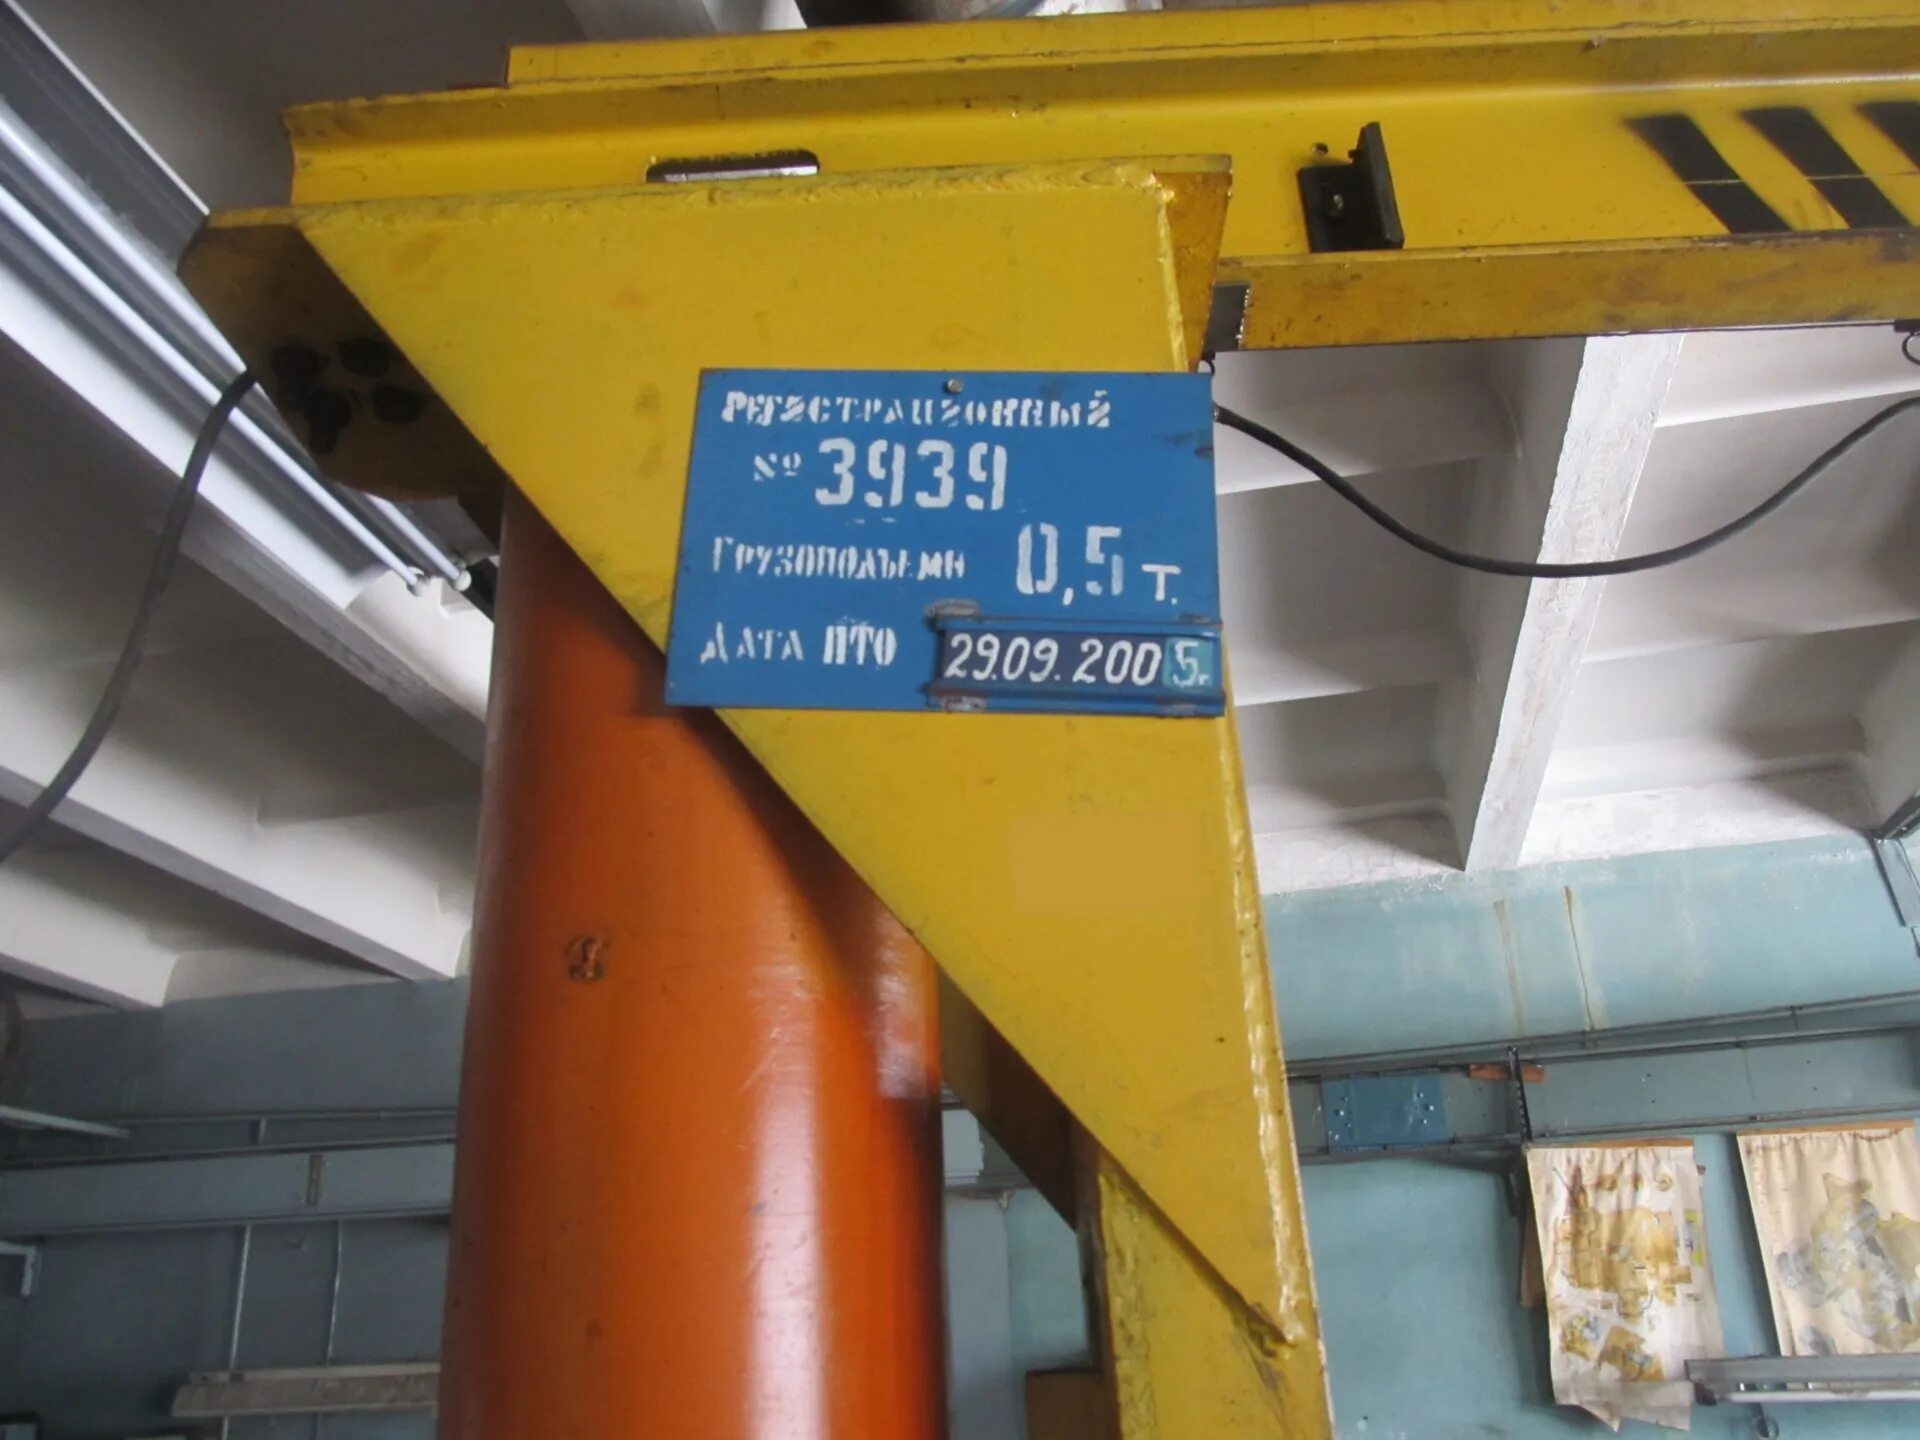 РЕГИСТРАЦИОННЫЙ
№ 3939
ГРУЗОПОДЪЕМН 0,5 Т.
ДАТА ПТО 29.09.2005г